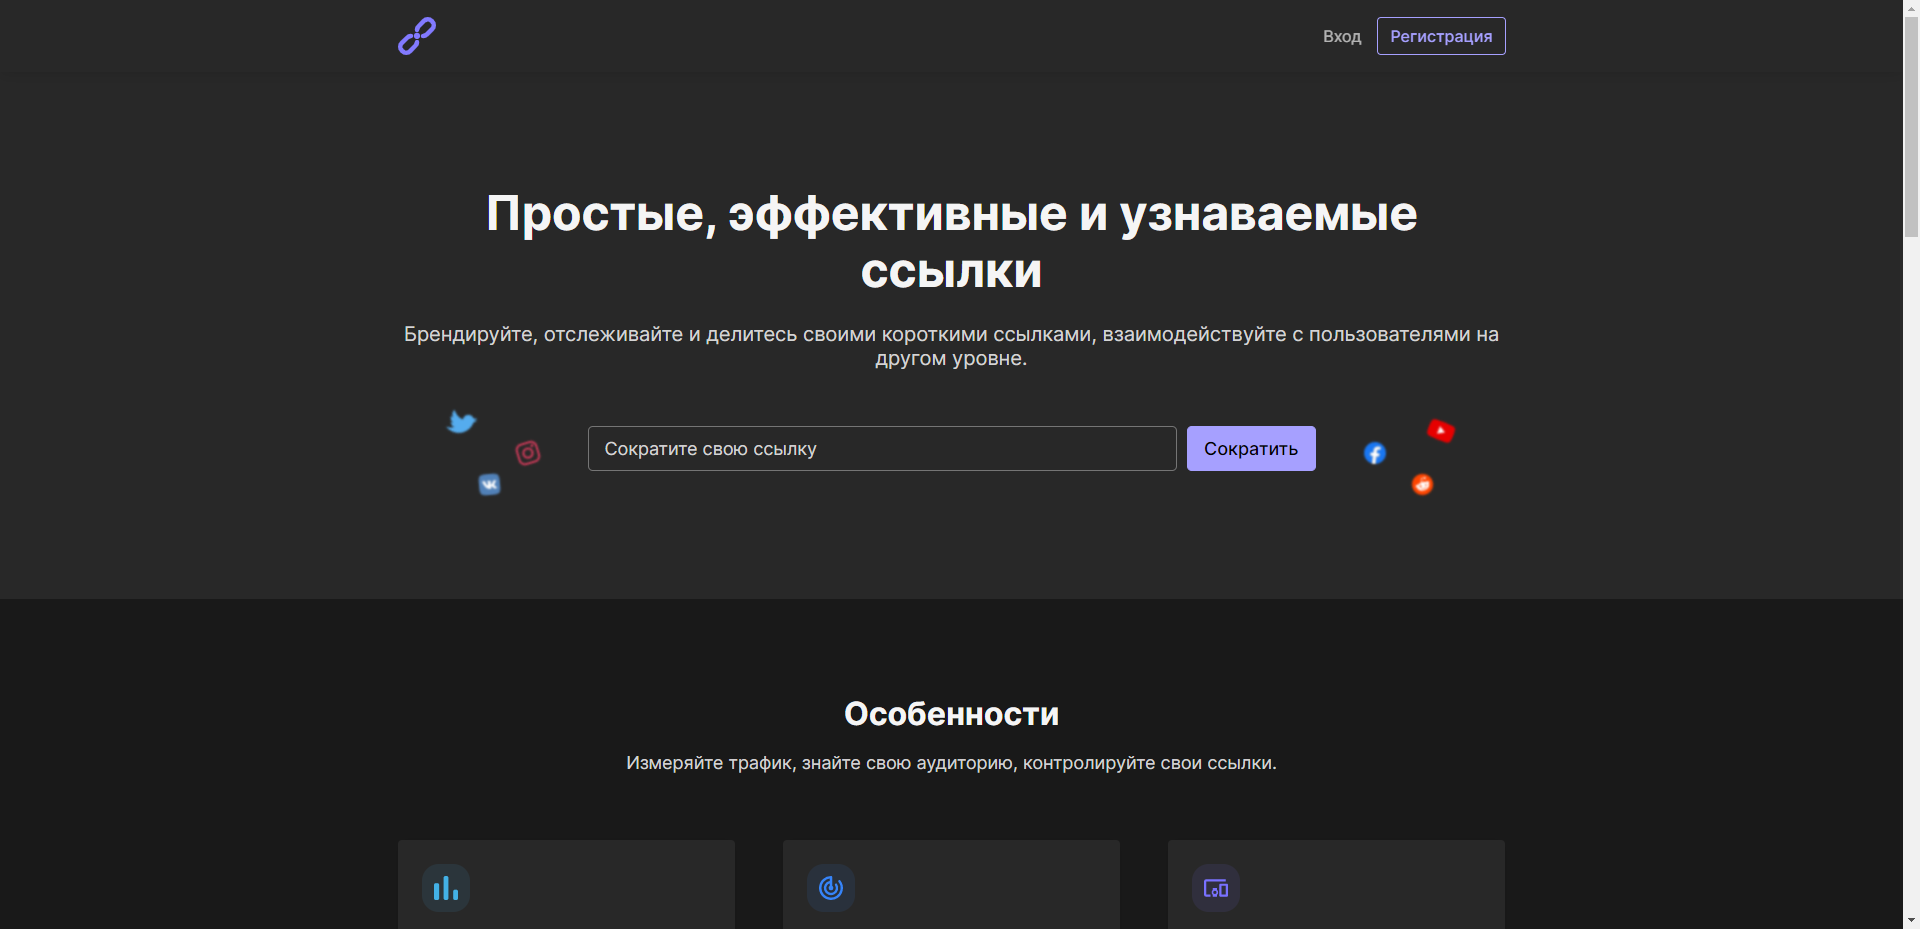 Вход
Регистрация
Простые, эффективные и узнаваемые
ссылки
Брендируйте, отслеживайте и делитесь своими короткими ссылками, взаимодействуйте с пользователями на
другом уровне.
Сократите свою ссылку
Сократить
Особенности
Измеряйте трафик, знайте свою аудиторию, контролируйте свои ссылки.